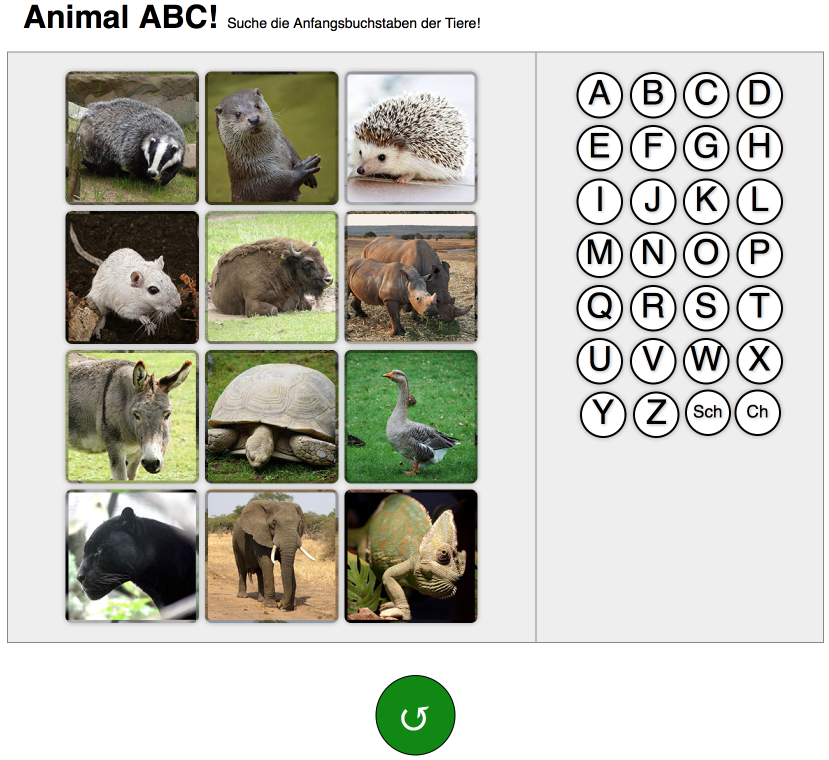 Animal ABC! Suche die Anfangsbuchstaben der Tiere!
A B C D
E F G H
I J K L
M N O P
Q R S T
U V W X
Y Z Sch Ch